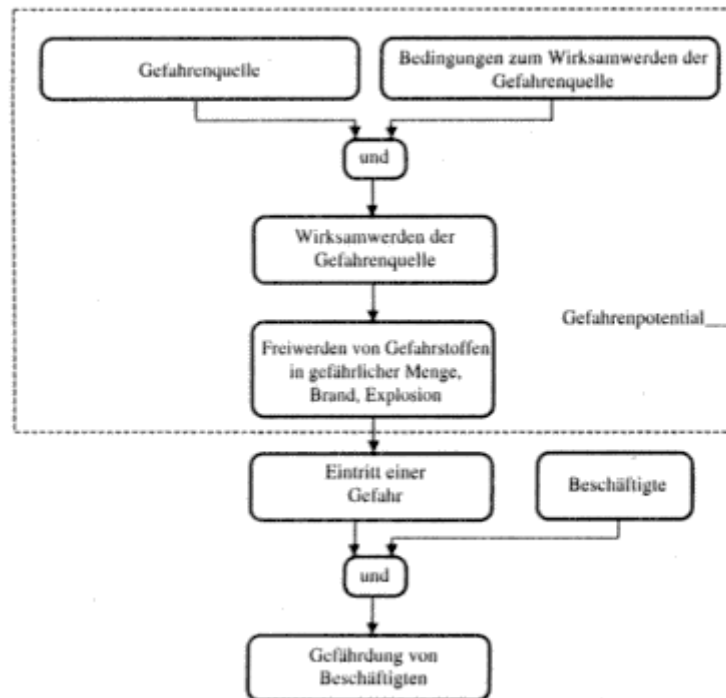 Gefahrenquelle
Bedingungen zum Wirksamwerden der
Gefahrenquelle
und
Wirksamwerden der
Gefahrenquelle
Gefahrenpotential
Freiwerden von Gefahrstoffen
in gefährlicher Menge,
Brand, Explosion
Eintritt einer
Gefahr
Beschäftigte
und
Gefährdung von
Beschäftigten